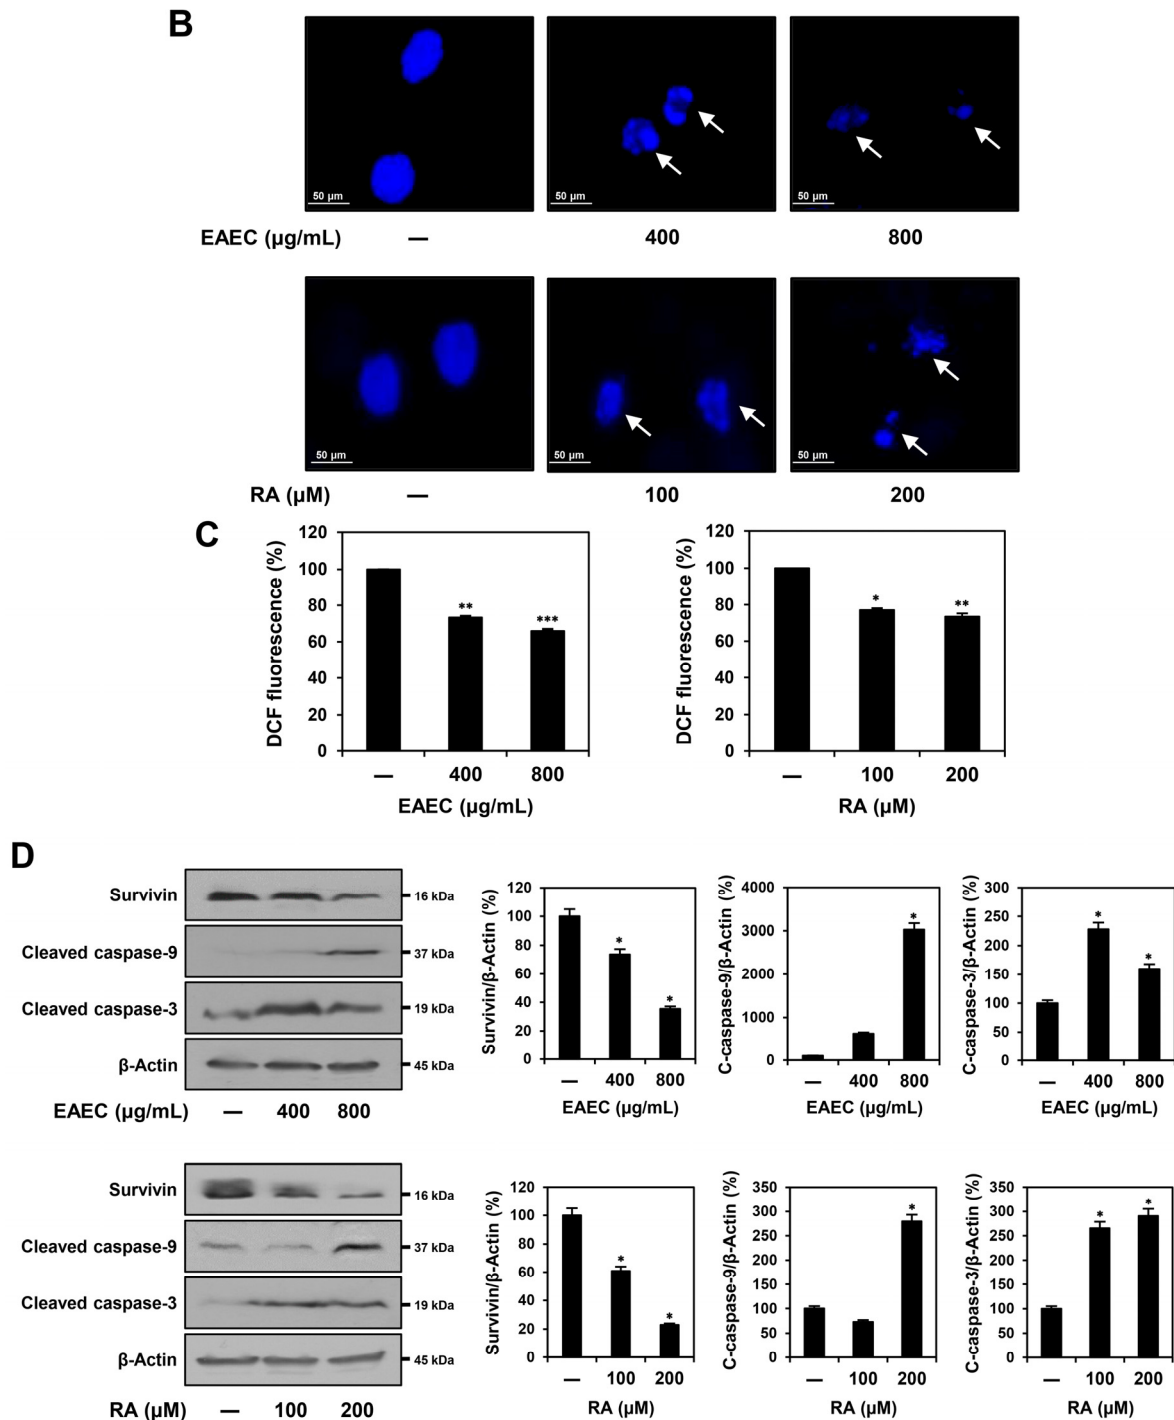 B
50 µm 50 µm 50 µm
EAEC (µg/mL) — 400 800
50 µm 50 µm 50 µm
RA (µM) — 100 200
C
DCF fluorescence (%)
120
100
80
60
40
20
0
** ***
— 400 800
EAEC (µg/mL)
DCF fluorescence (%)
120
100
80
60
40
20
0
* **
— 100 200
RA (µM)
D
Survivin 16 kDa
Cleaved caspase-9 37 kDa
Cleaved caspase-3 19 kDa
β-Actin 45 kDa
EAEC (µg/mL) — 400 800
Survivin/β-Actin (%)
120
100
80
60
40
20
0
* *
— 400 800
EAEC (µg/mL)
C-caspase-9/β-Actin (%)
4000
3000
2000
1000
0
*
— 400 800
EAEC (µg/mL)
C-caspase-3/β-Actin (%)
300
250
200
150
100
50
0
* *
— 400 800
EAEC (µg/mL)
Survivin 16 kDa
Cleaved caspase-9 37 kDa
Cleaved caspase-3 19 kDa
β-Actin 45 kDa
RA (µM) — 100 200
Survivin/β-Actin (%)
120
100
80
60
40
20
0
* *
— 100 200
RA (µM)
C-caspase-9/β-Actin (%)
350
300
250
200
150
100
50
0
*
— 100 200
RA (µM)
C-caspase-3/β-Actin (%)
350
300
250
200
150
100
50
0
* *
— 100 200
RA (µM)